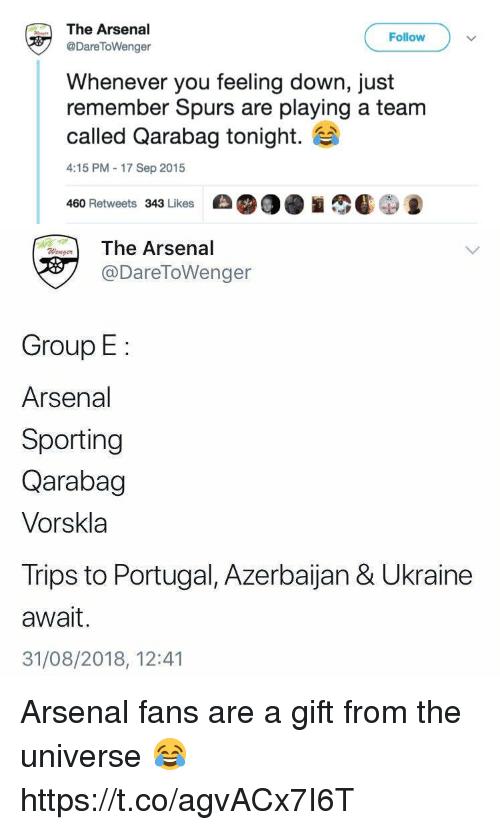 The Arsenal
@DareToWenger
Follow
Whenever you feeling down, just
remember Spurs are playing a team
called Qarabag tonight. 😂
4:15 PM - 17 Sep 2015
460 Retweets 343 Likes
Wenger
The Arsenal
@DareToWenger
Group E :
Arsenal
Sporting
Qarabag
Vorskla
Trips to Portugal, Azerbaijan & Ukraine
await.
31/08/2018, 12:41
Arsenal fans are a gift from the
universe 😂
https://t.co/agvACx7I6T